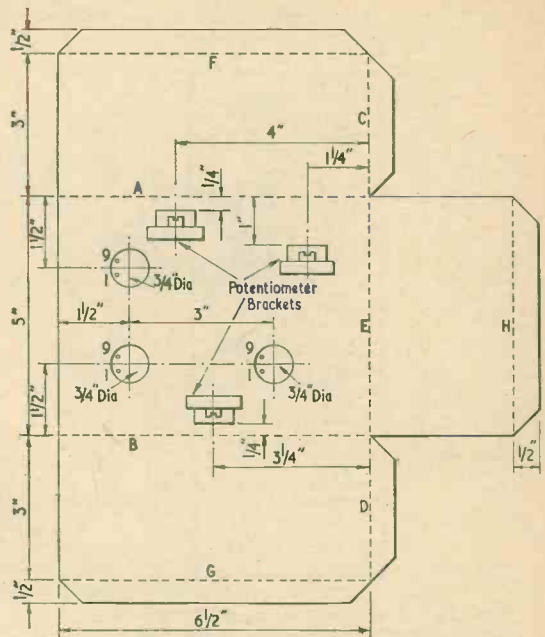 1/2"
F
3"
4"
C
1 1/4"
1/4"
A
1 1/2"
1"
9
1
3/4" Dia
Potentiometer
Brackets
1 1/2"
3"
5"
E
H
9
1
3/4" Dia
9
1
3/4" Dia
1 1/2"
B
1/4"
3 1/4"
1/2"
3"
D
G
1/2"
6 1/2"